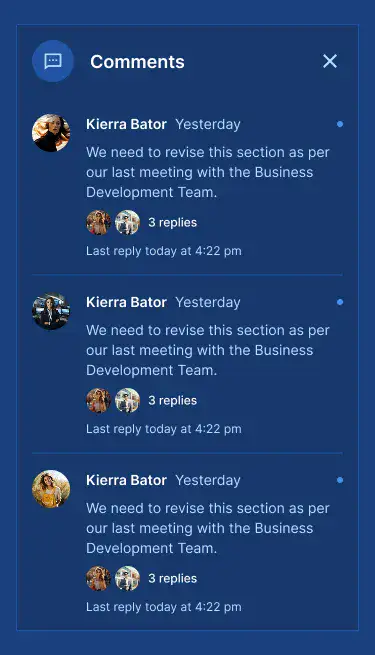 Comments
Kierra Bator Yesterday
We need to revise this section as per
our last meeting with the Business
Development Team.
3 replies
Last reply today at 4:22 pm
Kierra Bator Yesterday
We need to revise this section as per
our last meeting with the Business
Development Team.
3 replies
Last reply today at 4:22 pm
Kierra Bator Yesterday
We need to revise this section as per
our last meeting with the Business
Development Team.
3 replies
Last reply today at 4:22 pm